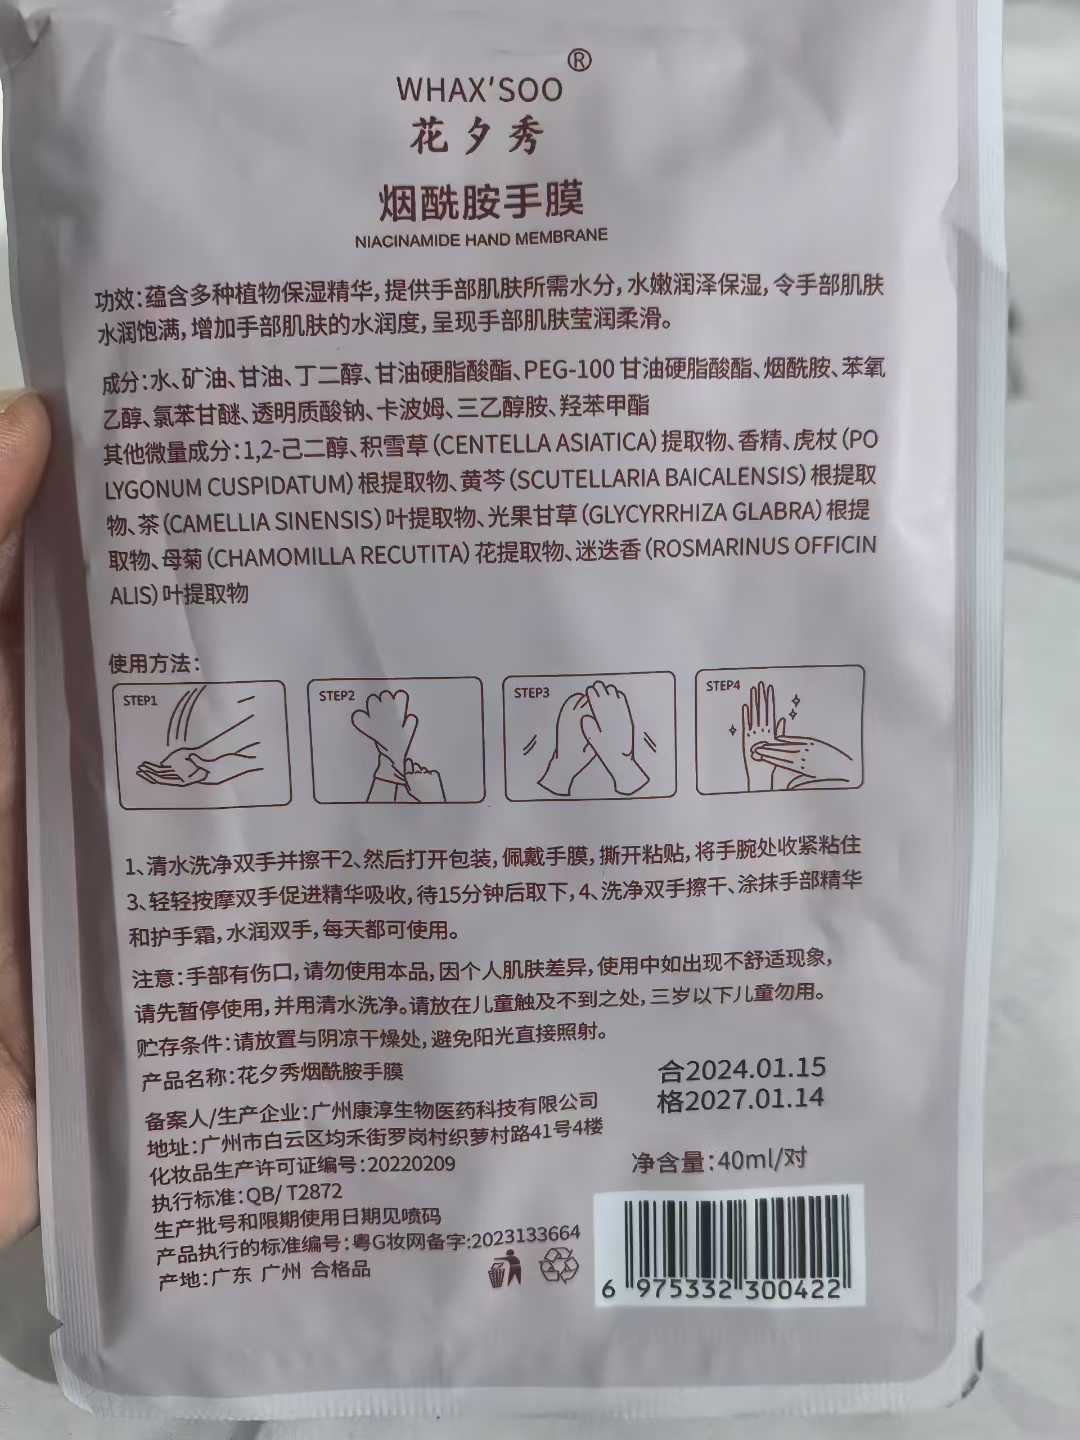 WHAX'SOO®
花夕秀
烟酰胺手膜
NIACINAMIDE HAND MEMBRANE
功效:蕴含多种植物保湿精华,提供手部肌肤所需水分,水嫩润泽保湿,令手部肌肤
水润饱满,增加手部肌肤的水润度,呈现手部肌肤莹润柔滑。
成分:水、矿油、甘油、丁二醇、甘油硬脂酸酯、PEG-100 甘油硬脂酸酯、烟酰胺、苯氧
乙醇、氯苯甘醚、透明质酸钠、卡波姆、三乙醇胺、羟苯甲酯
其他微量成分:1,2-己二醇、积雪草(CENTELLA ASIATICA)提取物、香精、虎杖(PO
LYGONUM CUSPIDATUM)根提取物、黄芩(SCUTELLARIA BAICALENSIS)根提取
物、茶(CAMELLIA SINENSIS)叶提取物、光果甘草(GLYCYRRHIZA GLABRA)根提
取物、母菊(CHAMOMILLA RECUTITA)花提取物、迷迭香(ROSMARINUS OFFICIN
ALIS)叶提取物
使用方法:
STEP1 STEP2 STEP3 STEP4
1、清水洗净双手并擦干2、然后打开包装,佩戴手膜,撕开粘贴,将手腕处收紧粘住
3、轻轻按摩双手促进精华吸收,待15分钟后取下,4、洗净双手擦干、涂抹手部精华
和护手霜,水润双手,每天都可使用。
注意:手部有伤口,请勿使用本品,因个人肌肤差异,使用中如出现不舒适现象,
请先暂停使用,并用清水洗净。请放在儿童触及不到之处,三岁以下儿童勿用。
贮存条件:请放置与阴凉干燥处,避免阳光直接照射。
产品名称:花夕秀烟酰胺手膜
合2024.01.15
格2027.01.14
备案人/生产企业:广州康淳生物医药科技有限公司
地址:广州市白云区均禾街罗岗村织萝村路41号4楼
化妆品生产许可证编号:20220209
净含量:40ml/对
执行标准:QB/ T2872
生产批号和限期使用日期见喷码
产品执行的标准编号:粤G妆网备字:2023133664
产地:广东 广州 合格品
6 975332 300422